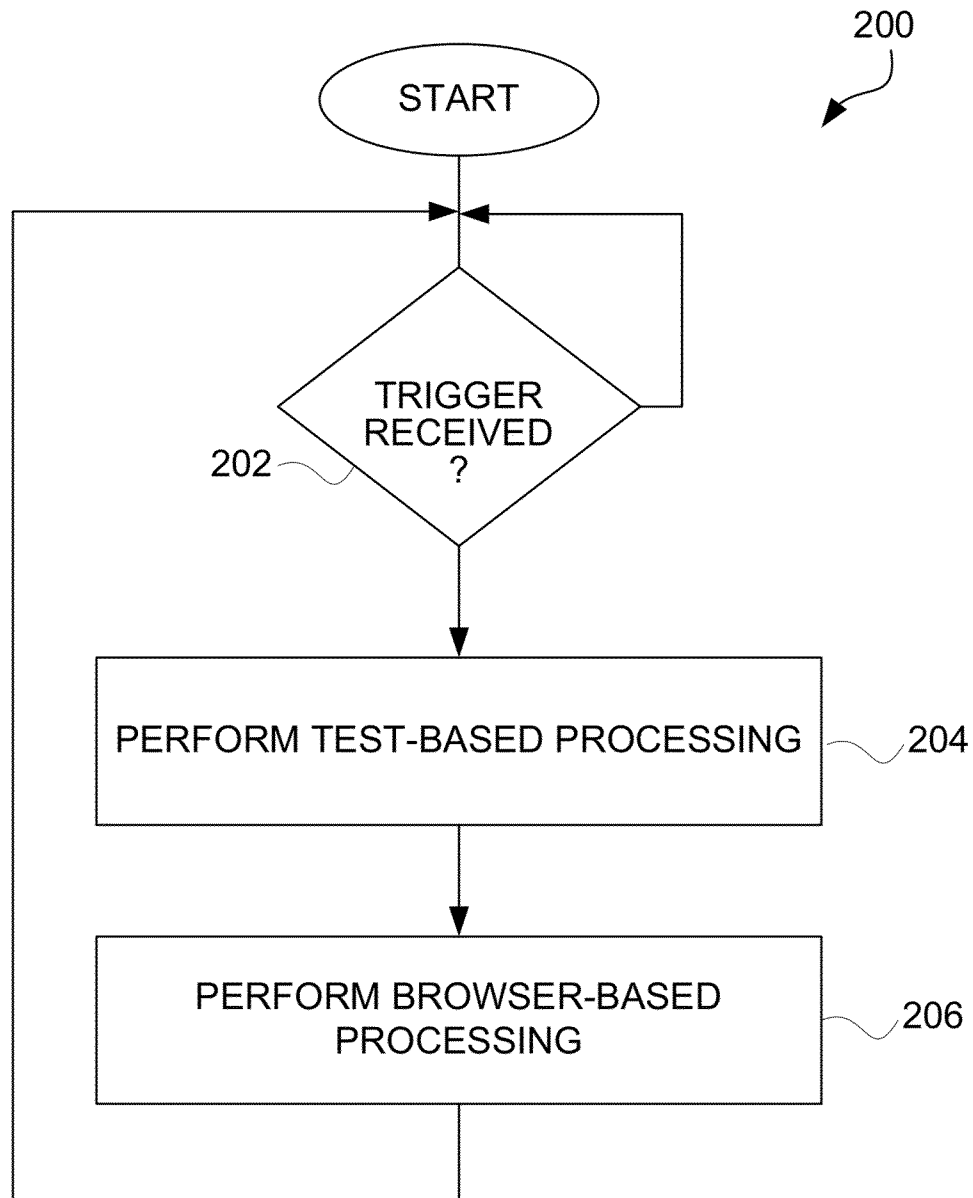 200
START
TRIGGER
RECEIVED
?
202
PERFORM TEST-BASED PROCESSING
204
PERFORM BROWSER-BASED
PROCESSING
206